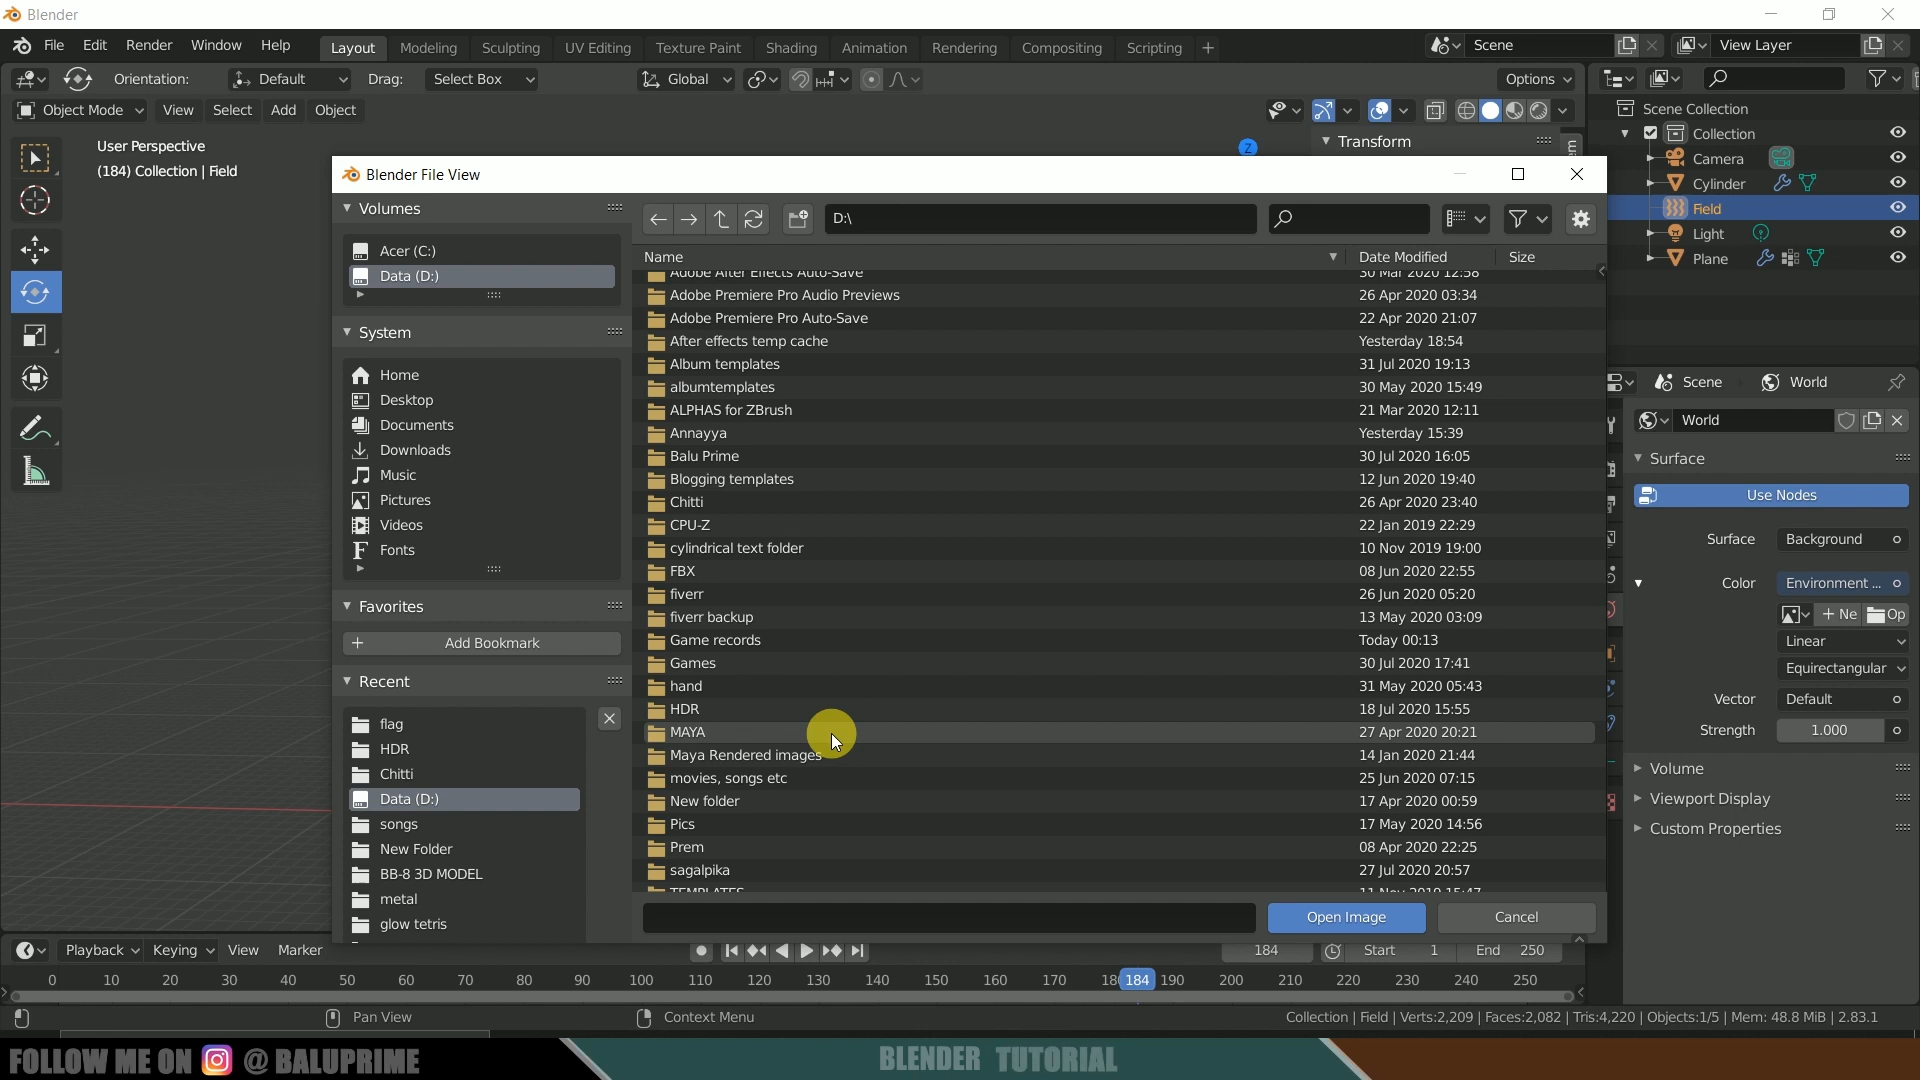 Blender
File Edit Render Window Help Layout Modeling Sculpting UV Editing Texture Paint Shading Animation Rendering Compositing Scripting + Scene View Layer
Orientation: Default Drag: Select Box Global Options
Object Mode View Select Add Object
User Perspective
(184) Collection | Field
Z
Transform
Scene Collection
Collection
Camera
Cylinder
Field
Light
Plane
Blender File View
Volumes
Acer (C:)
Data (D:)
System
Home
Desktop
Documents
Downloads
Music
Pictures
Videos
Fonts
Favorites
Add Bookmark
Recent
flag
HDR
Chitti
Data (D:)
songs
New Folder
BB-8 3D MODEL
metal
glow tetris
D:\
Name Date Modified Size
Adobe After Effects Auto-Save 30 Mar 2020 12:58
Adobe Premiere Pro Audio Previews 26 Apr 2020 03:34
Adobe Premiere Pro Auto-Save 22 Apr 2020 21:07
After effects temp cache Yesterday 18:54
Album templates 31 Jul 2020 19:13
albumtemplates 30 May 2020 15:49
ALPHAS for ZBrush 21 Mar 2020 12:11
Annayya Yesterday 15:39
Balu Prime 30 Jul 2020 16:05
Blogging templates 12 Jun 2020 19:40
Chitti 26 Apr 2020 23:40
CPU-Z 22 Jan 2019 22:29
cylindrical text folder 10 Nov 2019 19:00
FBX 08 Jun 2020 22:55
fiverr 26 Jun 2020 05:20
fiverr backup 13 May 2020 03:09
Game records Today 00:13
Games 30 Jul 2020 17:41
hand 31 May 2020 05:43
HDR 18 Jul 2020 15:55
MAYA 27 Apr 2020 20:21
Maya Rendered images 14 Jan 2020 21:44
movies, songs etc 25 Jun 2020 07:15
New folder 17 Apr 2020 00:59
Pics 17 May 2020 14:56
Prem 08 Apr 2020 22:25
sagalpika 27 Jul 2020 20:57
TEMPLATES 11 Nov 2019 15:47
Open Image Cancel
Scene World
World
Surface
Use Nodes
Surface Background
Color Environment ...
+ Ne Op
Linear
Equirectangular
Vector Default
Strength 1.000
Volume
Viewport Display
Custom Properties
Playback Keying View Marker 184 Start 1 End 250
0 10 20 30 40 50 60 70 80 90 100 110 120 130 140 150 160 170 184 190 200 210 220 230 240 250
Pan View Context Menu Collection | Field | Verts:2,209 | Faces:2,082 | Tris:4,220 | Objects:1/5 | Mem: 48.8 MiB | 2.83.1
FOLLOW ME ON @ BALUPRIME BLENDER TUTORIAL